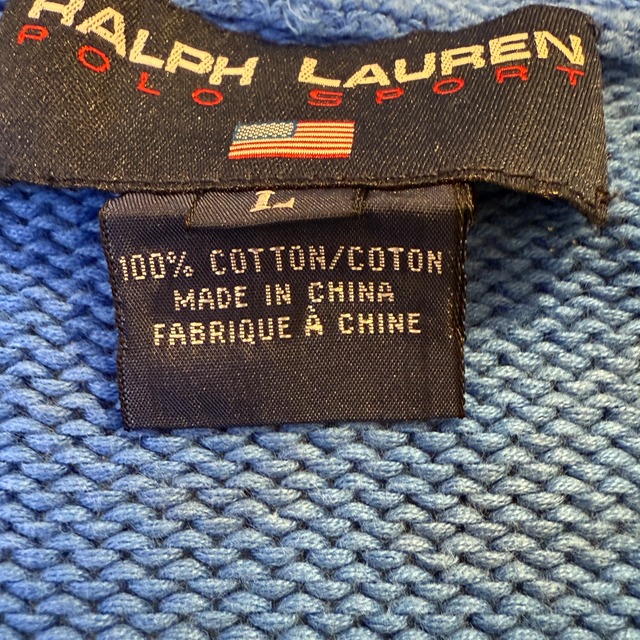 RALPH LAUREN
POLO SPORT
L
100% COTTON/COTON
MADE IN CHINA
FABRIQUE À CHINE